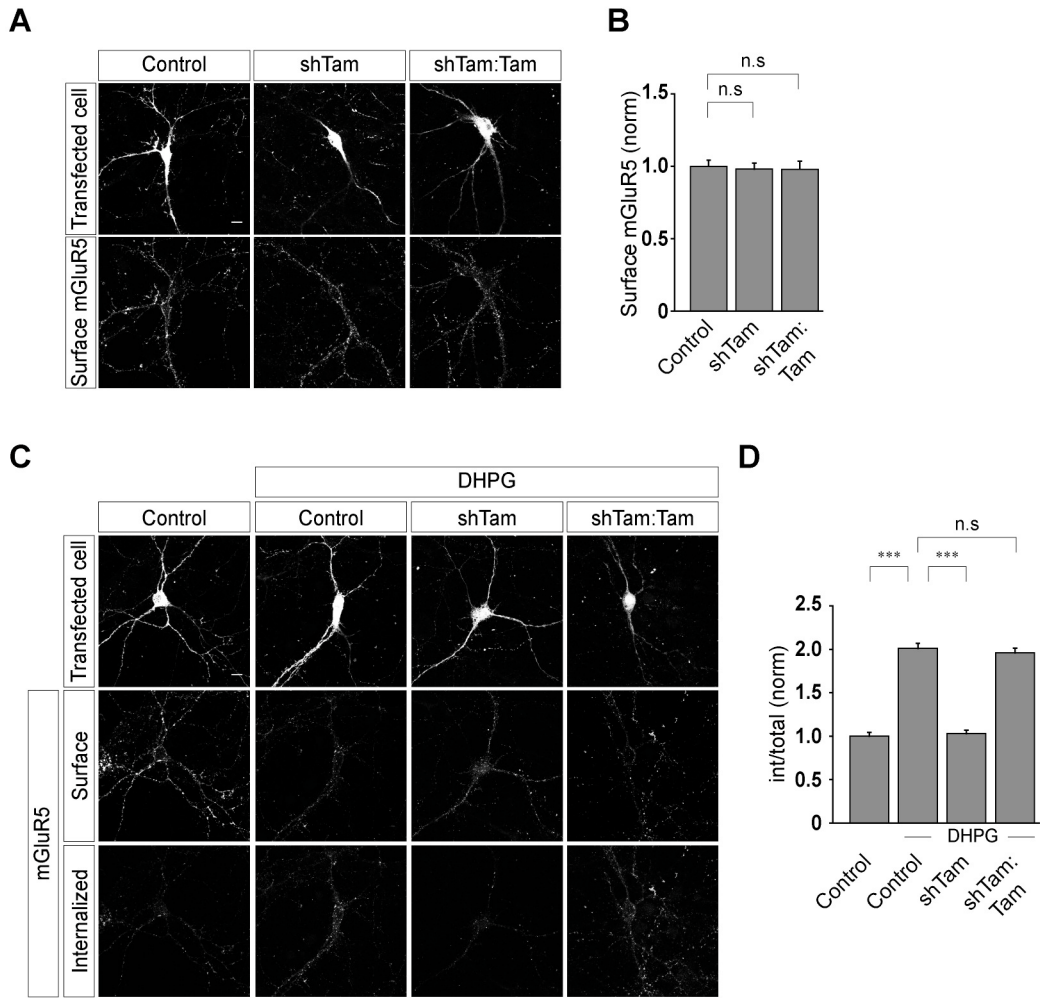 A
Control
shTam
shTam:Tam
Transfected cell
Surface mGluR5
B
n.s
n.s
Surface mGluR5 (norm)
1.5
1.0
0.5
0
Control
shTam
shTam:
Tam
C
DHPG
Control
Control
shTam
shTam:Tam
Transfected cell
mGluR5
Surface
Internalized
D
n.s
***
***
int/total (norm)
2.5
2.0
1.0
0.5
0
DHPG
Control
Control
shTam
shTam:
Tam